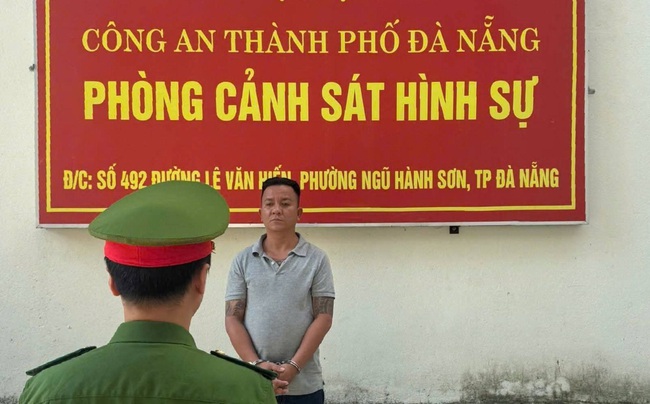 CÔNG AN THÀNH PHỐ ĐÀ NẴNG
PHÒNG CẢNH SÁT HÌNH SỰ
Đ/C: SỐ 492 ĐƯỜNG LÊ VĂN HIẾN, PHƯỜNG NGŨ HÀNH SƠN, TP ĐÀ NẴNG